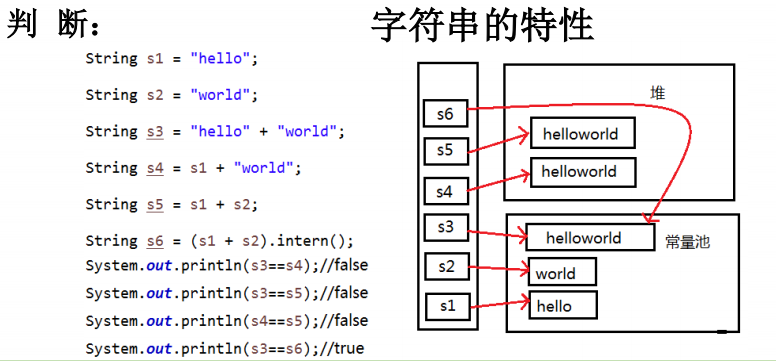 判 断：
字符串的特性
String s1 = "hello";
String s2 = "world";
String s3 = "hello" + "world";
String s4 = s1 + "world";
String s5 = s1 + s2;
String s6 = (s1 + s2).intern();
System.out.println(s3==s4);//false
System.out.println(s3==s5);//false
System.out.println(s4==s5);//false
System.out.println(s3==s6);//true
s6
s5
s4
s3
s2
s1
堆
helloworld
helloworld
helloworld
常量池
world
hello